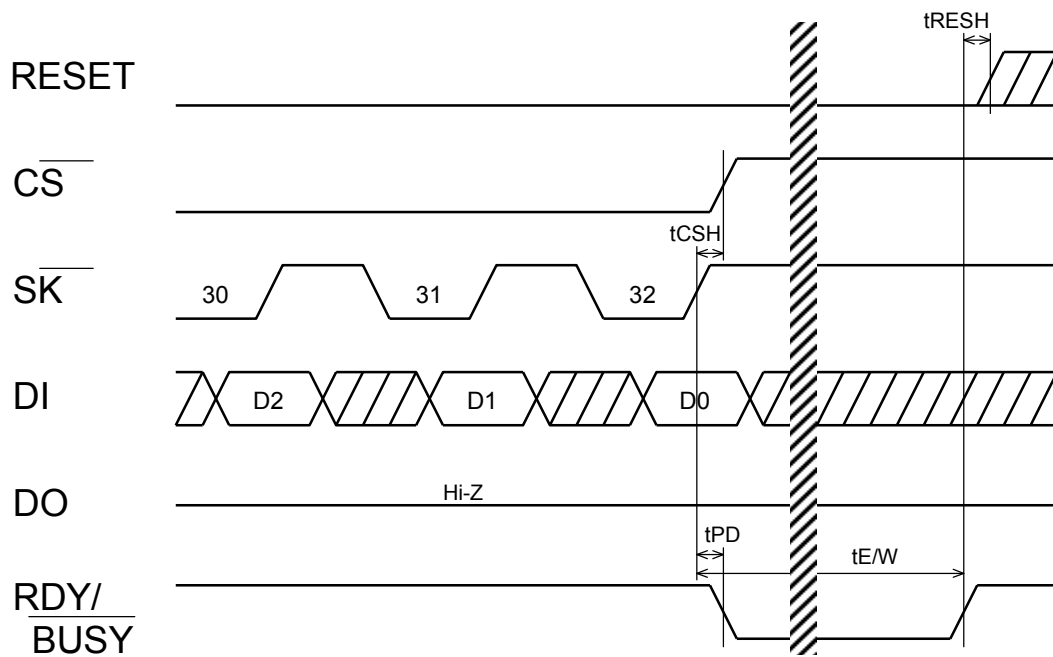 tRESH
RESET
CS
tCSH
SK
30
31
32
DI
D2
D1
D0
DO
Hi-Z
tPD
tE/W
RDY/
BUSY